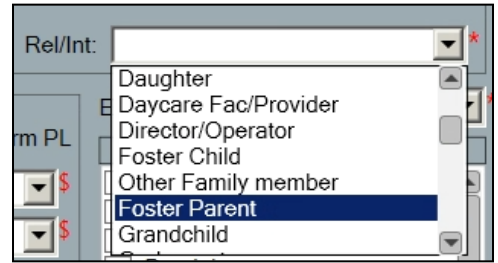 Rel/Int: *
Daughter
Daycare Fac/Provider
Director/Operator
Foster Child
Other Family member
Foster Parent
Grandchild
rm PL
$
$